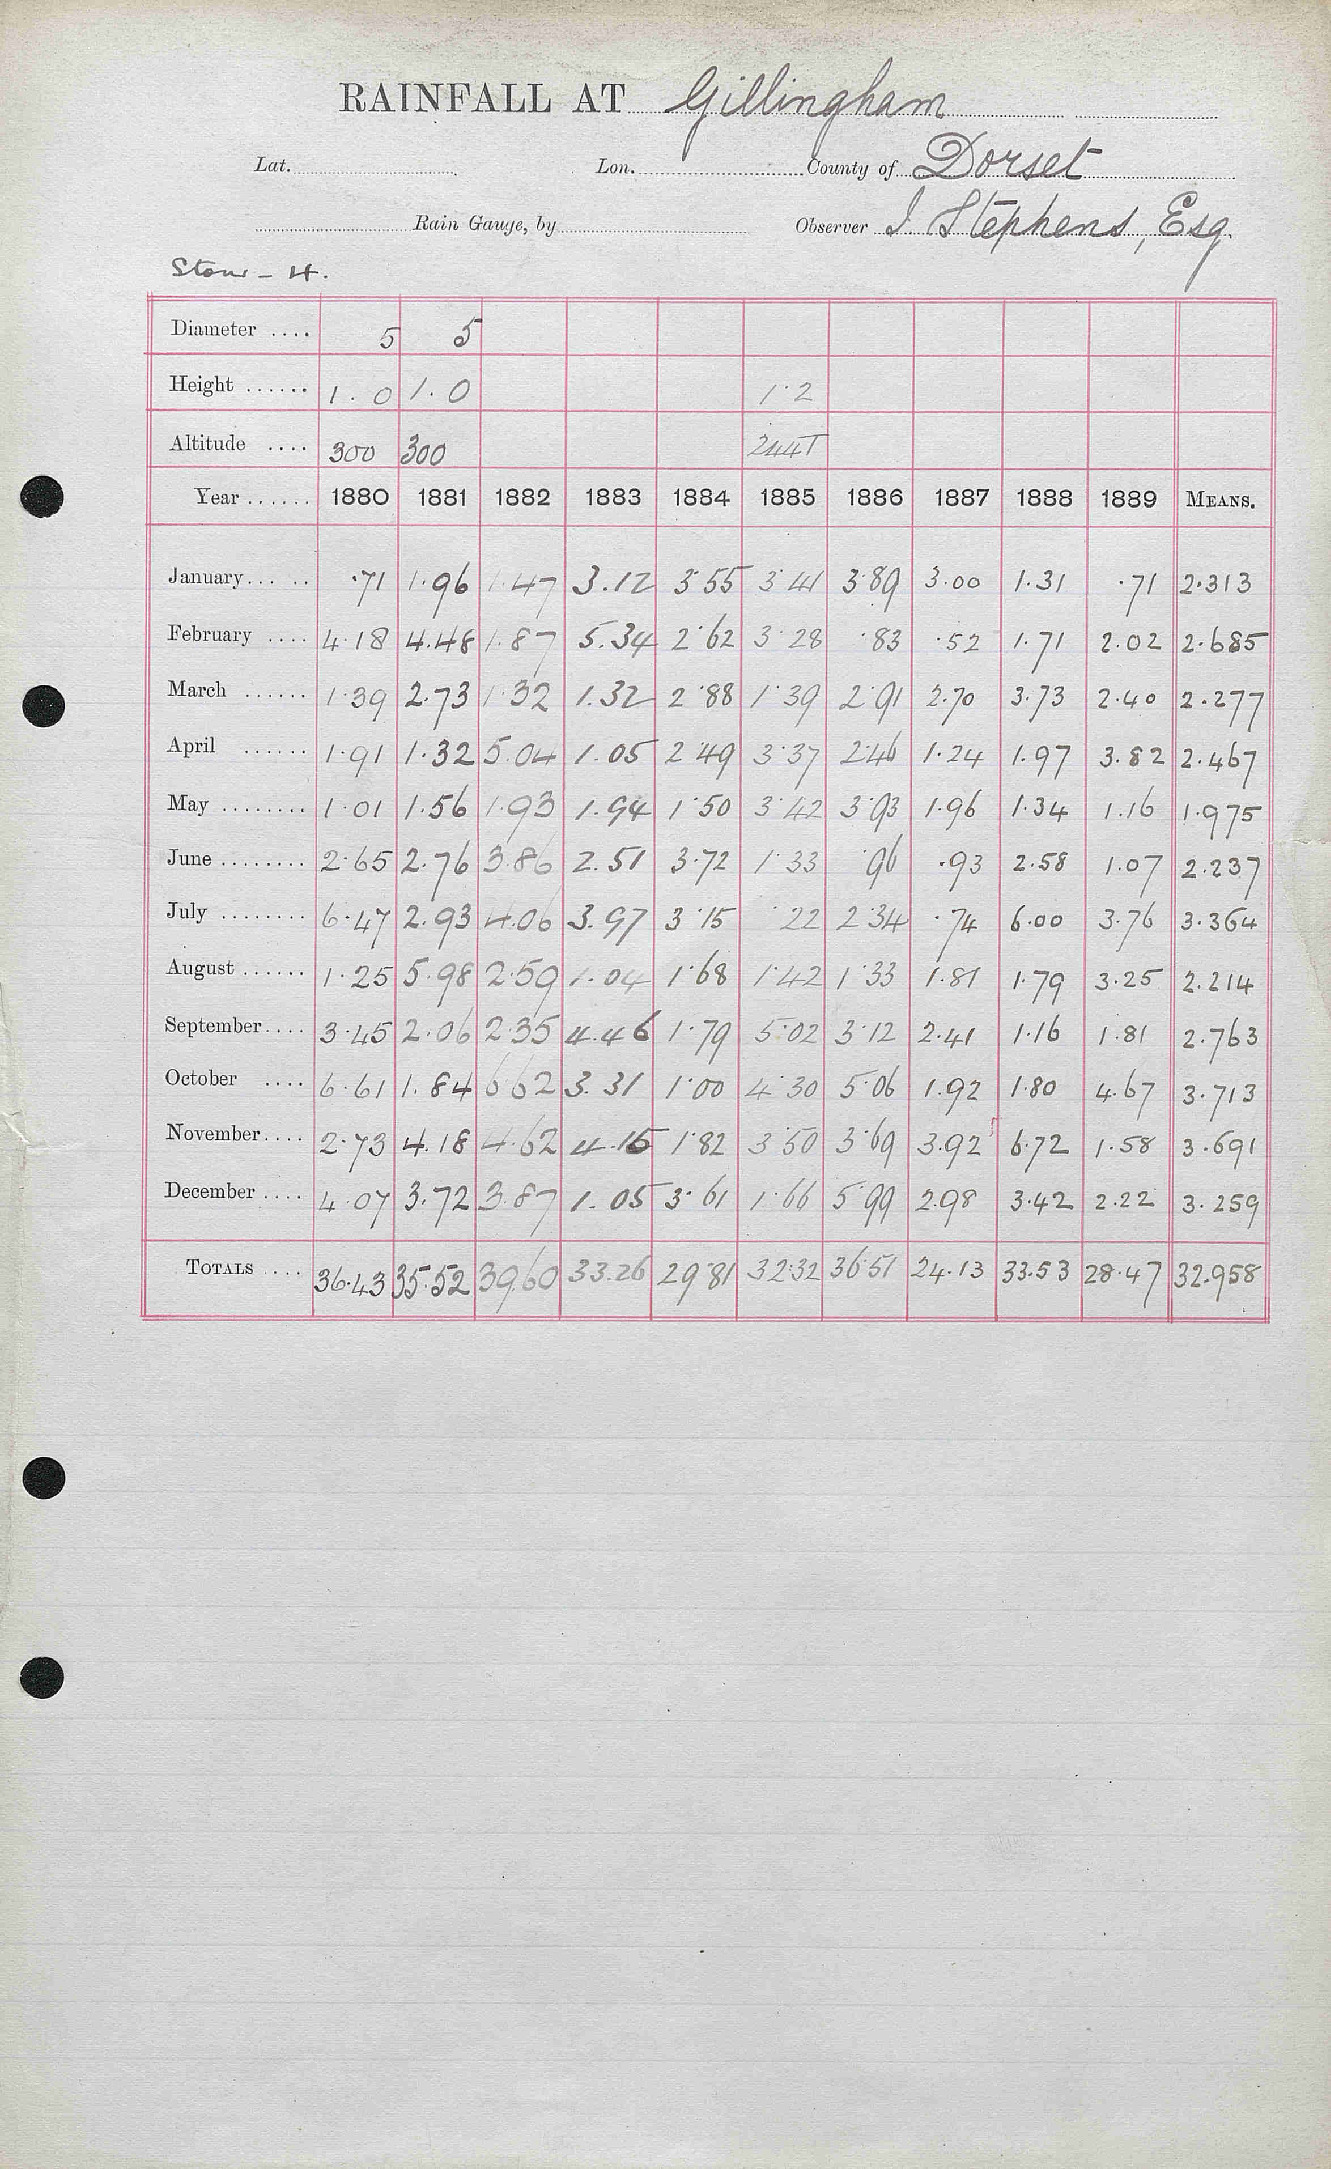 RAINFALL AT Gillingham
Lat. Lon. County of Dorset
Rain Gauge, by Observer I Stephens, Esq.
Stour - 4.
Diameter .... 5 5
Height ...... 1.0 1.0 1.2
Altitude .... 300 300 244T
Year ...... 1880 1881 1882 1883 1884 1885 1886 1887 1888 1889 MEANS.
January... .. .71 1.96 1.47 3.12 3.55 3.41 3.89 3.00 1.31 .71 2.313
February .... 4.18 4.48 1.87 5.34 2.62 3.28 .83 .52 1.71 2.02 2.685
March ...... 1.39 2.73 1.32 1.32 2.88 1.39 2.91 2.70 3.73 2.40 2.277
April ...... 1.91 1.32 5.04 1.05 2.49 3.37 2.46 1.24 1.97 3.82 2.467
May ........ 1.01 1.56 1.93 1.94 1.50 3.42 3.93 1.96 1.34 1.16 1.975
June ........ 2.65 2.76 3.86 2.51 3.72 1.33 .96 .93 2.58 1.07 2.237
July ........ 6.47 2.93 4.06 3.97 3.15 .22 2.34 .74 6.00 3.76 3.364
August ...... 1.25 5.98 2.59 1.04 1.68 1.42 1.33 1.81 1.79 3.25 2.214
September.... 3.45 2.06 2.35 4.46 1.79 5.02 3.12 2.41 1.16 1.81 2.763
October .... 6.61 1.84 6.62 3.31 1.00 4.30 5.06 1.92 1.80 4.67 3.713
November.... 2.73 4.18 4.62 4.15 1.82 3.50 3.69 3.92 6.72 1.58 3.691
December .... 4.07 3.72 3.87 1.05 3.61 1.66 5.99 2.98 3.42 2.22 3.259
TOTALS .... 36.43 35.52 39.60 33.26 29.81 32.32 36.51 24.13 33.53 28.47 32.958